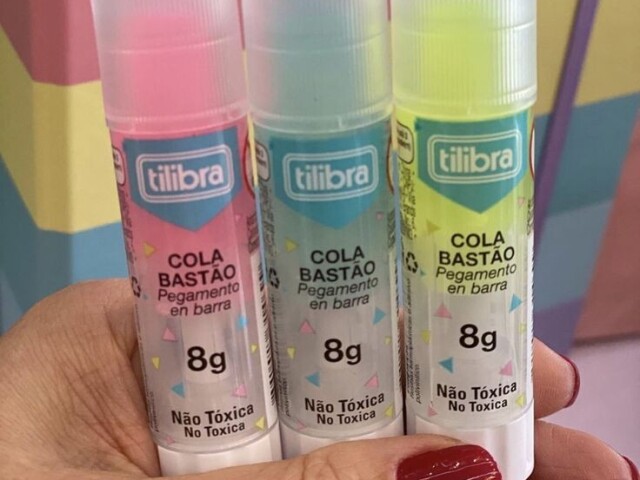 tilibra
COLA
BASTÃO
Pegamento
en barra
8g
Não Tóxica
No Toxica
tilibra
COLA
BASTÃO
Pegamento
en barra
8g
Não Tóxica
No Toxica
tilibra
COLA
BASTÃO
Pegamento
en barra
8g
Não Tóxica
No Toxica